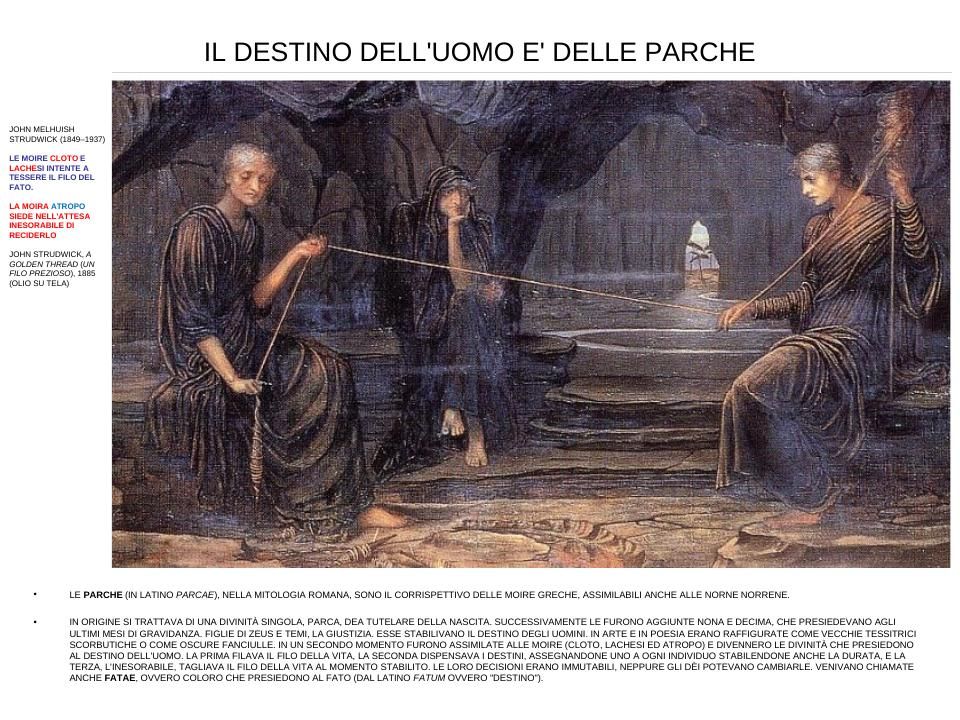 IL DESTINO DELL'UOMO E' DELLE PARCHE
JOHN MELHUISH
STRUDWICK (1849–1937)
LE MOIRE CLOTO E
LACHESI INTENTE A
TESSERE IL FILO DEL
FATO.
LA MOIRA ATROPO
SIEDE NELL'ATTESA
INESORABILE DI
RECIDERLO
JOHN STRUDWICK, A
GOLDEN THREAD (UN
FILO PREZIOSO), 1885
(OLIO SU TELA)
• LE PARCHE (IN LATINO PARCAE), NELLA MITOLOGIA ROMANA, SONO IL CORRISPETTIVO DELLE MOIRE GRECHE, ASSIMILABILI ANCHE ALLE NORNE NORRENE.
• IN ORIGINE SI TRATTAVA DI UNA DIVINITÀ SINGOLA, PARCA, DEA TUTELARE DELLA NASCITA. SUCCESSIVAMENTE LE FURONO AGGIUNTE NONA E DECIMA, CHE PRESIEDEVANO AGLI
ULTIMI MESI DI GRAVIDANZA. FIGLIE DI ZEUS E TEMI, LA GIUSTIZIA. ESSE STABILIVANO IL DESTINO DEGLI UOMINI. IN ARTE E IN POESIA ERANO RAFFIGURATE COME VECCHIE TESSITRICI
SCORBUTICHE O COME OSCURE FANCIULLE. IN UN SECONDO MOMENTO FURONO ASSIMILATE ALLE MOIRE (CLOTO, LACHESI ED ATROPO) E DIVENNERO LE DIVINITÀ CHE PRESIEDONO
AL DESTINO DELL'UOMO. LA PRIMA FILAVA IL FILO DELLA VITA, LA SECONDA DISPENSAVA I DESTINI, ASSEGNANDONE UNO A OGNI INDIVIDUO STABILENDONE ANCHE LA DURATA, E LA
TERZA, L'INESORABILE, TAGLIAVA IL FILO DELLA VITA AL MOMENTO STABILITO. LE LORO DECISIONI ERANO IMMUTABILI, NEPPURE GLI DÈI POTEVANO CAMBIARLE. VENIVANO CHIAMATE
ANCHE FATAE, OVVERO COLORO CHE PRESIEDONO AL FATO (DAL LATINO FATUM OVVERO "DESTINO").